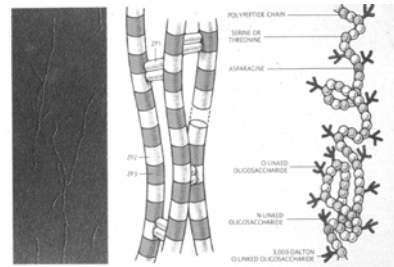 ZP1
ZP2
ZP3
POLYPEPTIDE CHAIN
SERINE OR
THREONINE
ASPARAGINE
O-LINKED
OLIGOSACCHARIDE
N-LINKED
OLIGOSACCHARIDE
3,000 DALTON
O-LINKED OLIGOSACCHARIDE